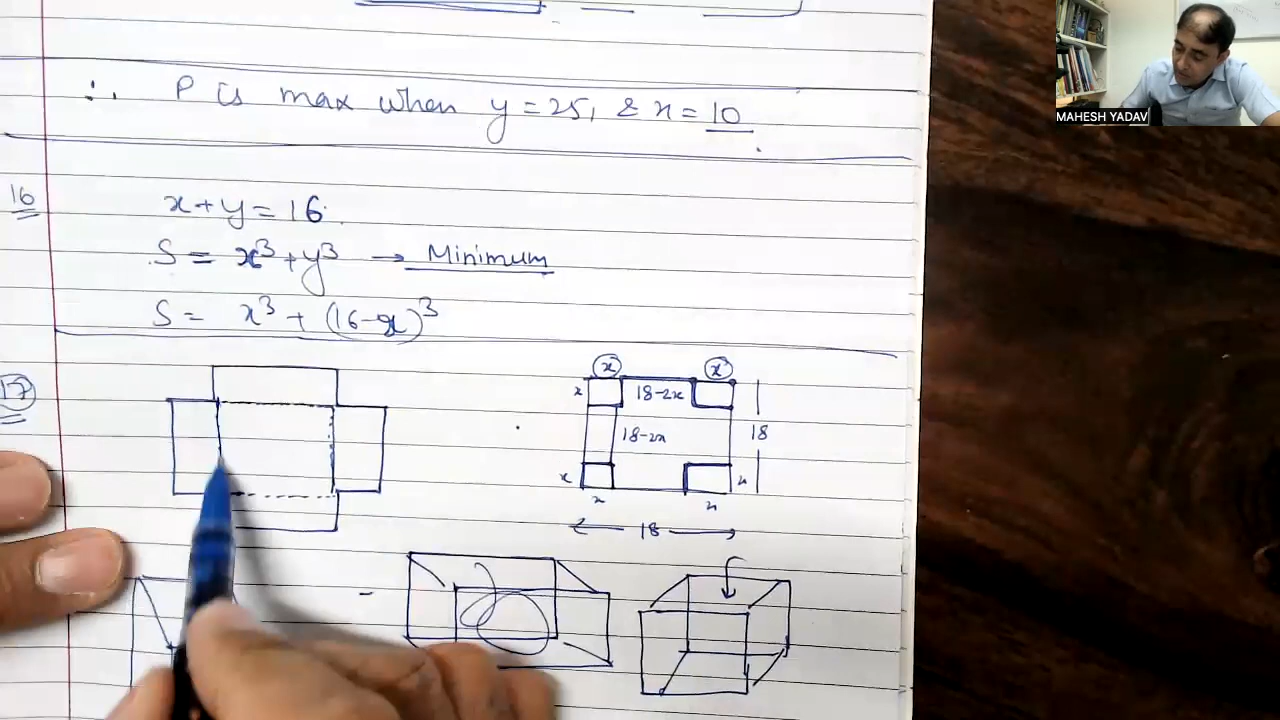 ∴ P is max when y = 25, & x = 10.
MAHESH YADAV
16
x + y = 16.
S = x³ + y³ → Minimum
S = x³ + (16-x)³
17
x x
x 18-2x
18-2x 18
x x
x x
18